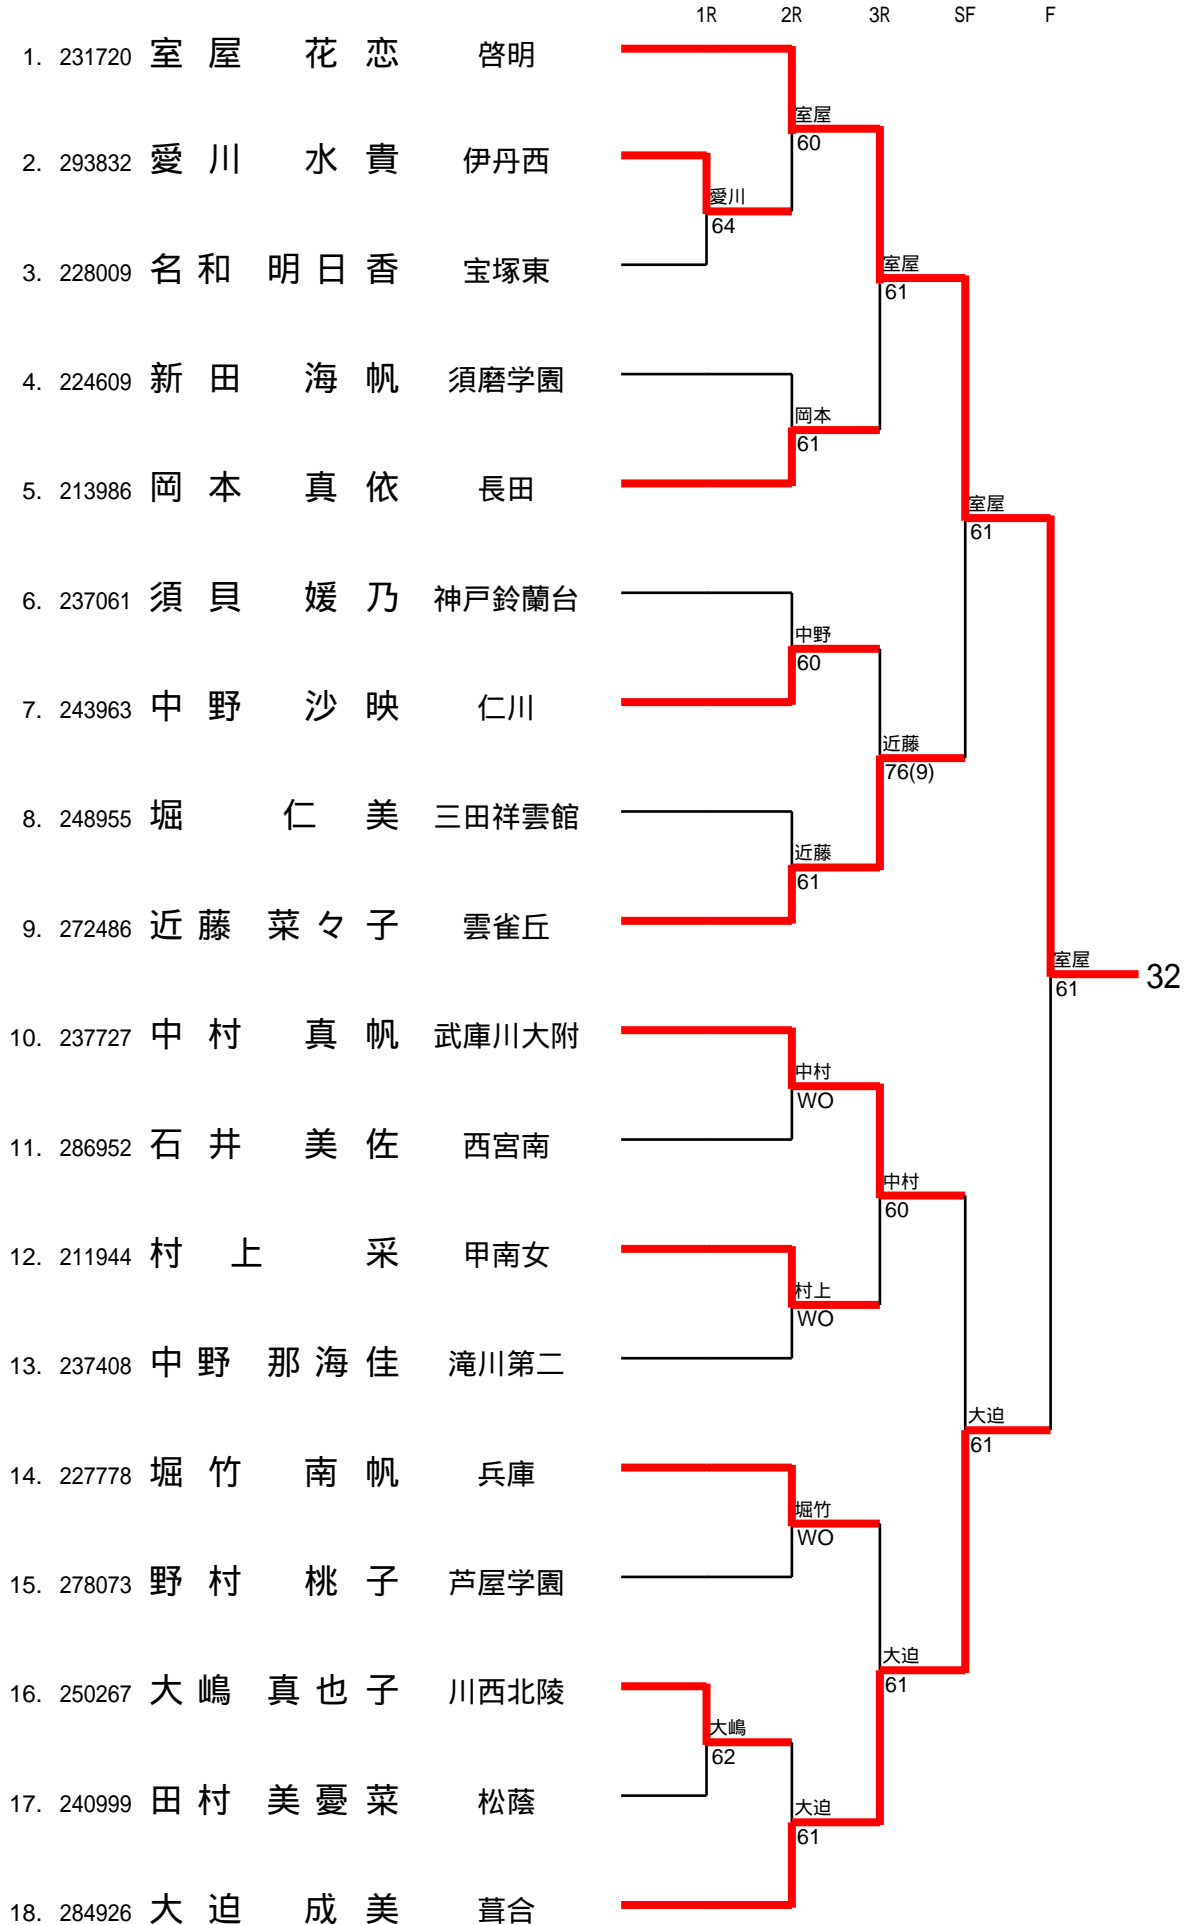 1R 2R 3R SF F
1. 231720 室屋 花恋 啓明
室屋
60
2. 293832 愛川 水貴 伊丹西
愛川
64
3. 228009 名和 明日香 宝塚東
室屋
61
4. 224609 新田 海帆 須磨学園
岡本
61
5. 213986 岡本 真依 長田
室屋
61
6. 237061 須貝 媛乃 神戸鈴蘭台
中野
60
7. 243963 中野 沙映 仁川
近藤
76(9)
8. 248955 堀 仁美 三田祥雲館
近藤
61
9. 272486 近藤 菜々子 雲雀丘
室屋
61
32
10. 237727 中村 真帆 武庫川大附
中村
WO
11. 286952 石井 美佐 西宮南
中村
60
12. 211944 村上 采 甲南女
村上
WO
13. 237408 中野 那海佳 滝川第二
大迫
61
14. 227778 堀竹 南帆 兵庫
堀竹
WO
15. 278073 野村 桃子 芦屋学園
大迫
61
16. 250267 大嶋 真也子 川西北陵
大嶋
62
17. 240999 田村 美憂菜 松蔭
大迫
61
18. 284926 大迫 成美 葺合